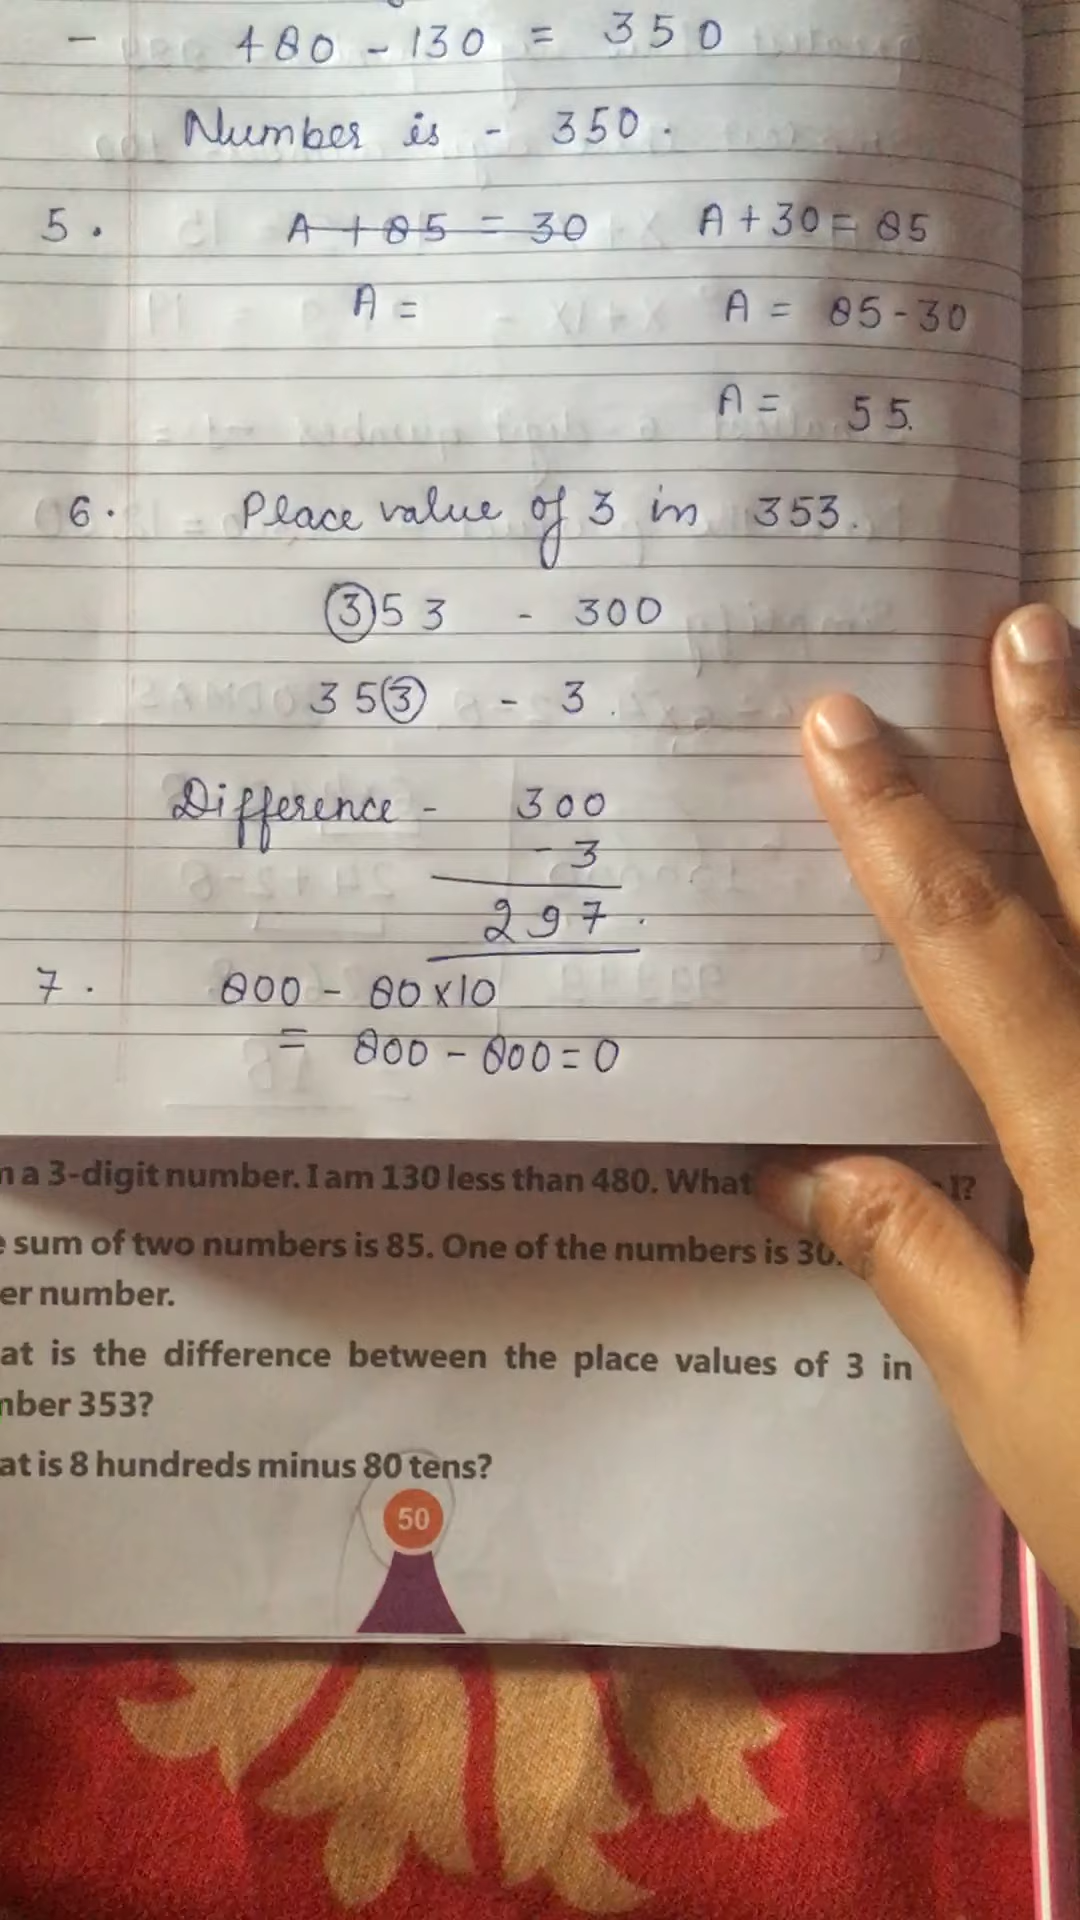 - 480 - 130 = 350
Number is - 350.
5. A + 85 = 30 A + 30 = 85
A = A = 85 - 30
A = 55.
6. Place value of 3 in 353.
353 - 300
353 - 3.
Difference - 300
- 3
297.
7. 800 - 80 x 10
= 800 - 800 = 0
a 3-digit number. I am 130 less than 480. What I?
sum of two numbers is 85. One of the numbers is 30.
er number.
at is the difference between the place values of 3 in
mber 353?
at is 8 hundreds minus 80 tens?
50